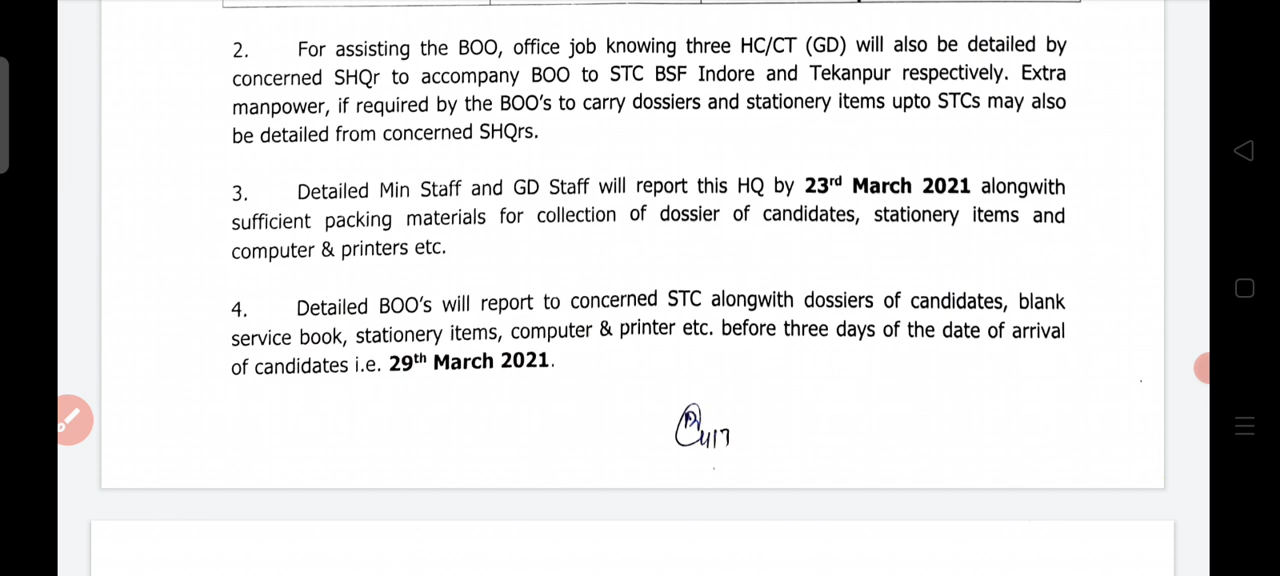 2. For assisting the BOO, office job knowing three HC/CT (GD) will also be detailed by
concerned SHQr to accompany BOO to STC BSF Indore and Tekanpur respectively. Extra
manpower, if required by the BOO's to carry dossiers and stationery items upto STCs may also
be detailed from concerned SHQrs.
3. Detailed Min Staff and GD Staff will report this HQ by 23rd March 2021 alongwith
sufficient packing materials for collection of dossier of candidates, stationery items and
computer & printers etc.
4. Detailed BOO's will report to concerned STC alongwith dossiers of candidates, blank
service book, stationery items, computer & printer etc. before three days of the date of arrival
of candidates i.e. 29th March 2021.